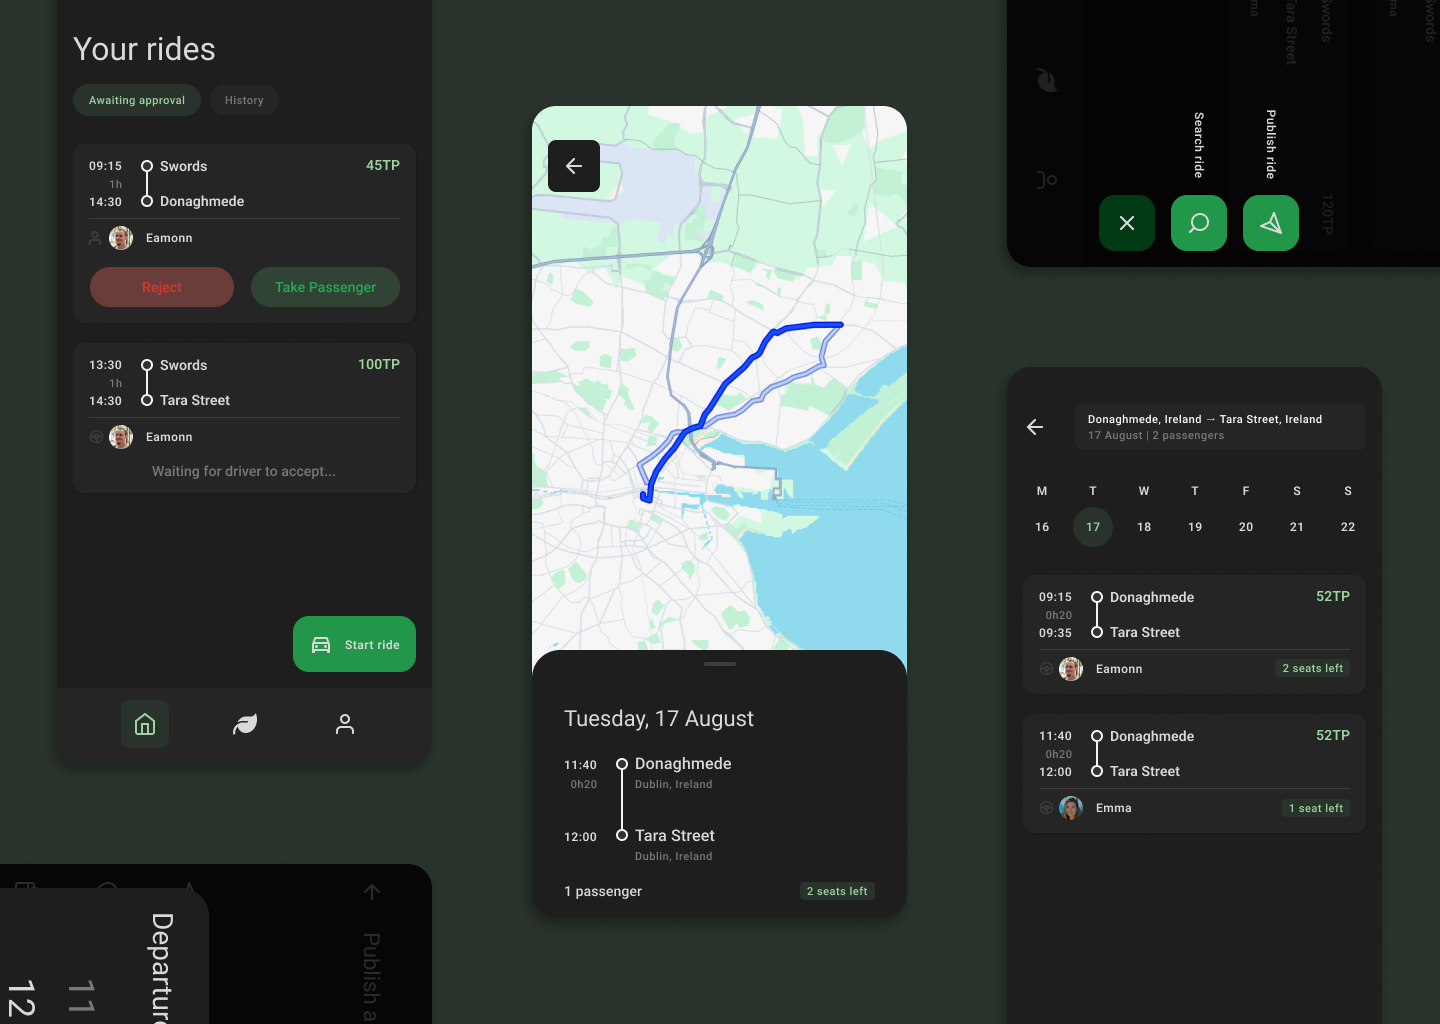 Your rides
Awaiting approval
History
09:15
Swords
45TP
1h
14:30
Donaghmede
Eamonn
Reject
Take Passenger
13:30
Swords
100TP
1h
14:30
Tara Street
Eamonn
Waiting for driver to accept...
Start ride
Departure
11
12
Publish a
Tuesday, 17 August
11:40
Donaghmede
0h20
Dublin, Ireland
12:00
Tara Street
Dublin, Ireland
1 passenger
2 seats left
Tara Street
Swords
Swords
Search ride
Publish ride
120TP
Donaghmede, Ireland → Tara Street, Ireland
17 August | 2 passengers
M T W T F S S
16 17 18 19 20 21 22
09:15
Donaghmede
52TP
0h20
09:35
Tara Street
Eamonn
2 seats left
11:40
Donaghmede
52TP
0h20
12:00
Tara Street
Emma
1 seat left